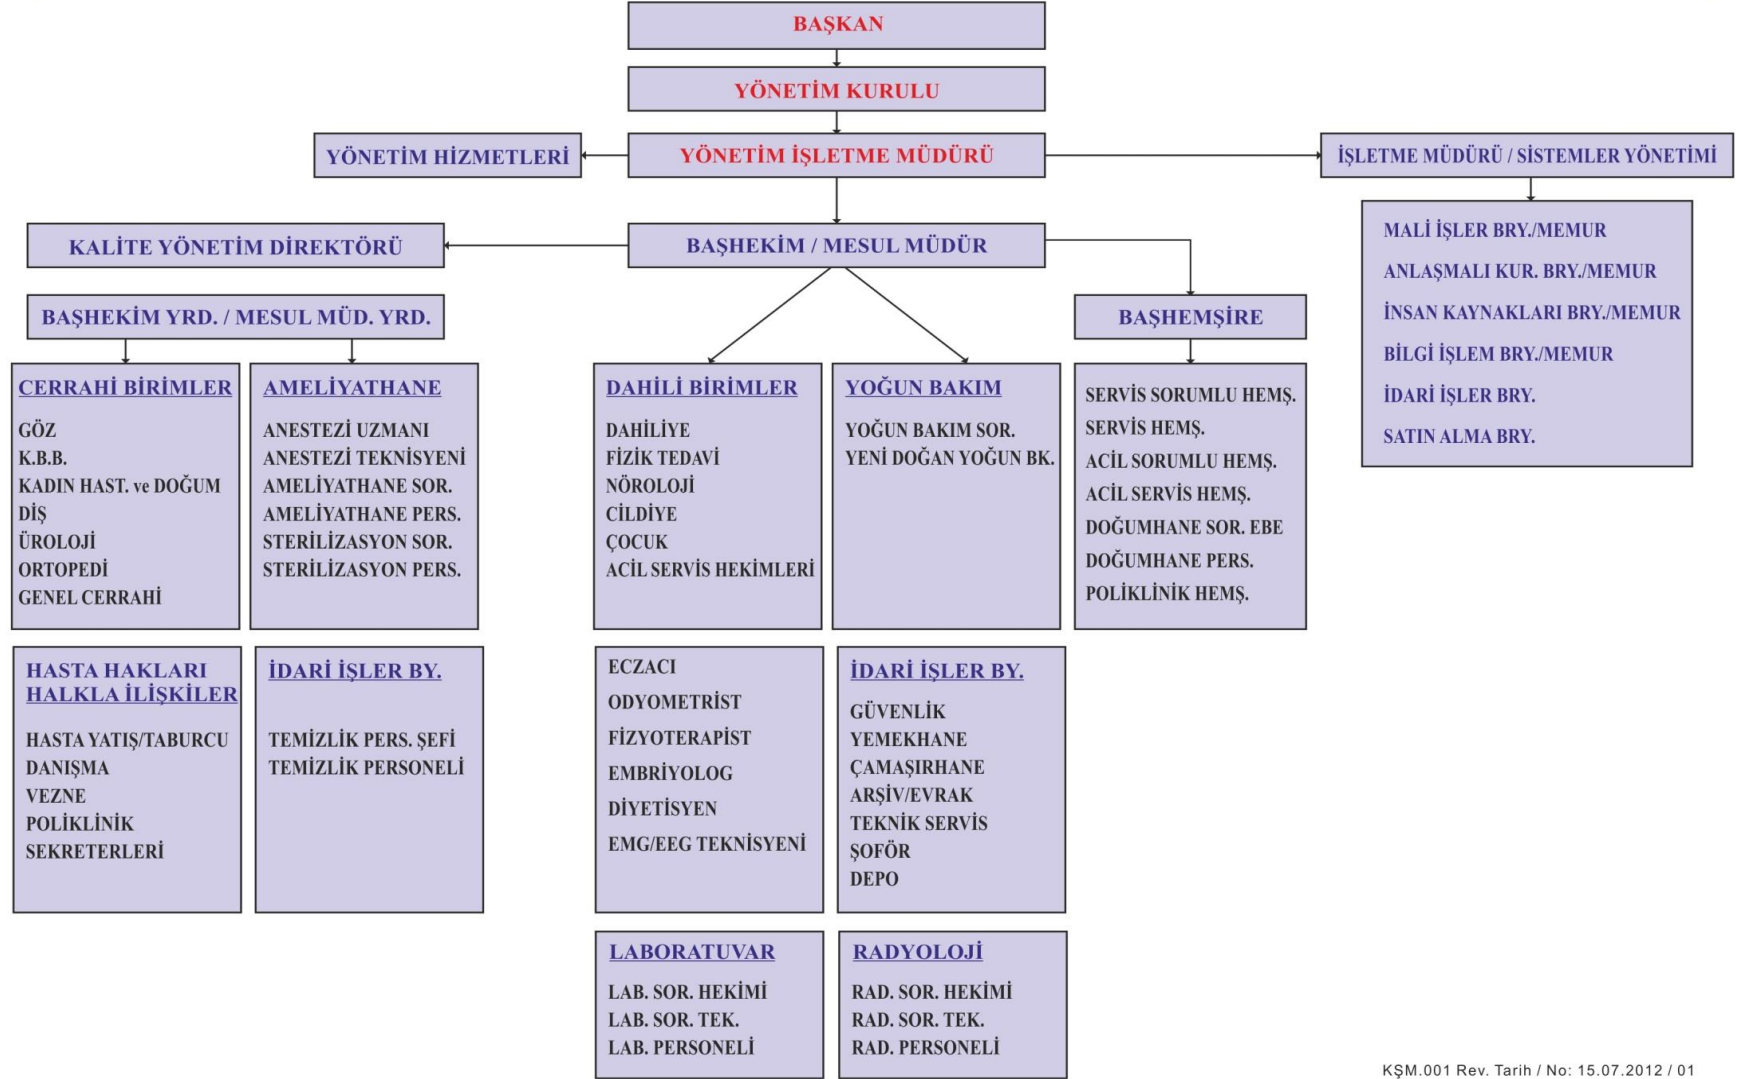 BAŞKAN
YÖNETİM KURULU
YÖNETİM HİZMETLERİ
YÖNETİM İŞLETME MÜDÜRÜ
İŞLETME MÜDÜRÜ / SİSTEMLER YÖNETİMİ
KALİTE YÖNETİM DİREKTÖRÜ
BAŞHEKİM / MESUL MÜDÜR
MALİ İŞLER BRY./MEMUR
ANLAŞMALI KUR. BRY./MEMUR
İNSAN KAYNAKLARI BRY./MEMUR
BİLGİ İŞLEM BRY./MEMUR
İDARİ İŞLER BRY.
SATIN ALMA BRY.
BAŞHEKİM YRD. / MESUL MÜD. YRD.
BAŞHEMŞİRE
CERRAHİ BİRİMLER
GÖZ
K.B.B.
KADIN HAST. ve DOĞUM
DİŞ
ÜROLOJİ
ORTOPEDİ
GENEL CERRAHİ
AMELİYATHANE
ANESTEZİ UZMANI
ANESTEZİ TEKNİSYENİ
AMELİYATHANE SOR.
AMELİYATHANE PERS.
STERİLİZASYON SOR.
STERİLİZASYON PERS.
DAHİLİ BİRİMLER
DAHİLİYE
FİZİK TEDAVİ
NÖROLOJİ
CİLDİYE
ÇOCUK
ACİL SERVİS HEKİMLERİ
YOĞUN BAKIM
YOĞUN BAKIM SOR.
YENİ DOĞAN YOĞUN BK.
SERVİS SORUMLU HEMŞ.
SERVİS HEMŞ.
ACİL SORUMLU HEMŞ.
ACİL SERVİS HEMŞ.
DOĞUMHANE SOR. EBE
DOĞUMHANE PERS.
POLİKLİNİK HEMŞ.
HASTA HAKLARI
HALKLA İLİŞKİLER
HASTA YATIŞ/TABURCU
DANIŞMA
VEZNE
POLİKLİNİK
SEKRETERLERİ
İDARİ İŞLER BY.
TEMİZLİK PERS. ŞEFİ
TEMİZLİK PERSONELİ
ECZACI
ODYOMETRİST
FİZYOTERAPİST
EMBRİYOLOG
DİYETİSYEN
EMG/EEG TEKNİSYENİ
İDARİ İŞLER BY.
GÜVENLİK
YEMEKHANE
ÇAMAŞIRHANE
ARŞİV/EVRAK
TEKNİK SERVİS
ŞOFÖR
DEPO
LABORATUVAR
LAB. SOR. HEKİMİ
LAB. SOR. TEK.
LAB. PERSONELİ
RADYOLOJİ
RAD. SOR. HEKİMİ
RAD. SOR. TEK.
RAD. PERSONELİ
KŞM.001 Rev. Tarih / No: 15.07.2012 / 01